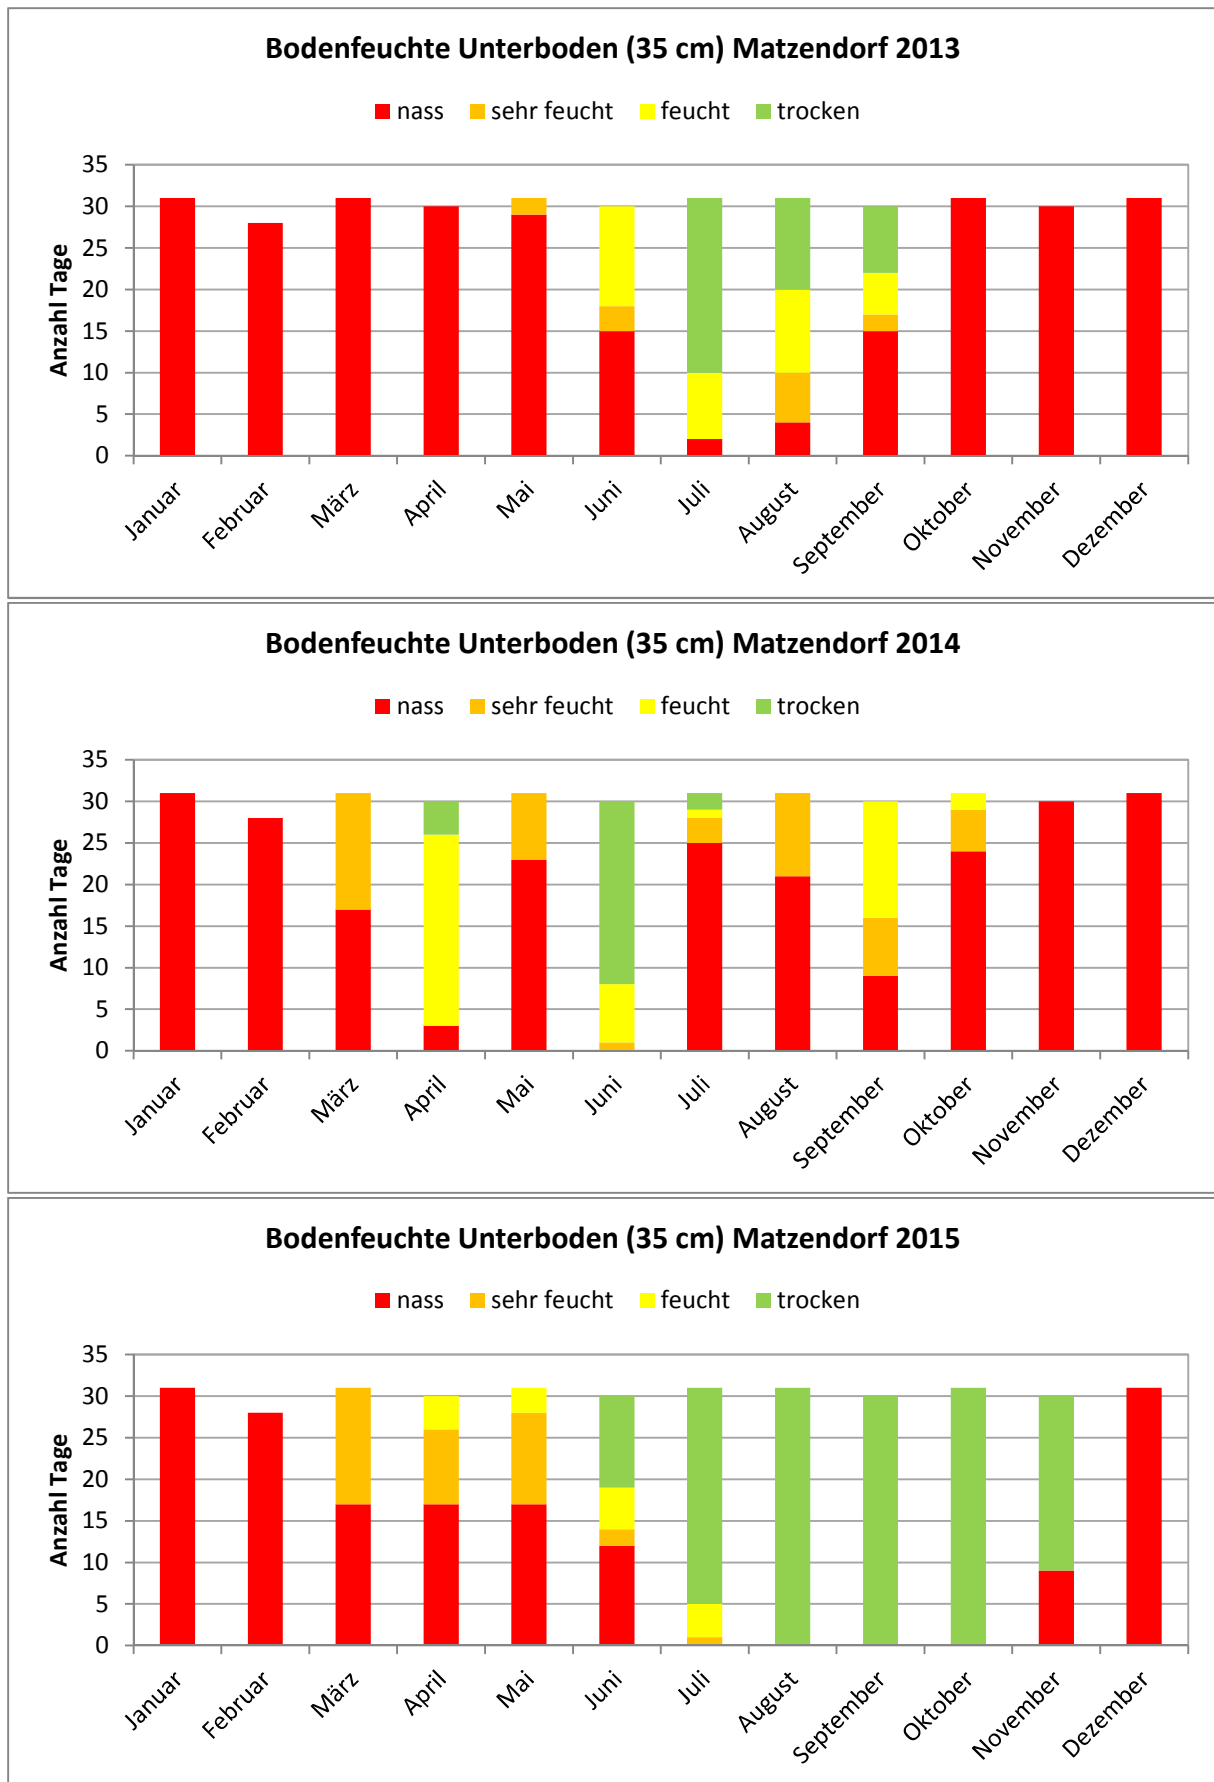 Bodenfeuchte Unterboden (35 cm) Matzendorf 2013
nass sehr feucht feucht trocken
Anzahl Tage
35
30
25
20
15
10
5
0
Januar Februar März April Mai Juni Juli August September Oktober November Dezember
Bodenfeuchte Unterboden (35 cm) Matzendorf 2014
nass sehr feucht feucht trocken
Anzahl Tage
35
30
25
20
15
10
5
0
Januar Februar März April Mai Juni Juli August September Oktober November Dezember
Bodenfeuchte Unterboden (35 cm) Matzendorf 2015
nass sehr feucht feucht trocken
Anzahl Tage
35
30
25
20
15
10
5
0
Januar Februar März April Mai Juni Juli August September Oktober November Dezember